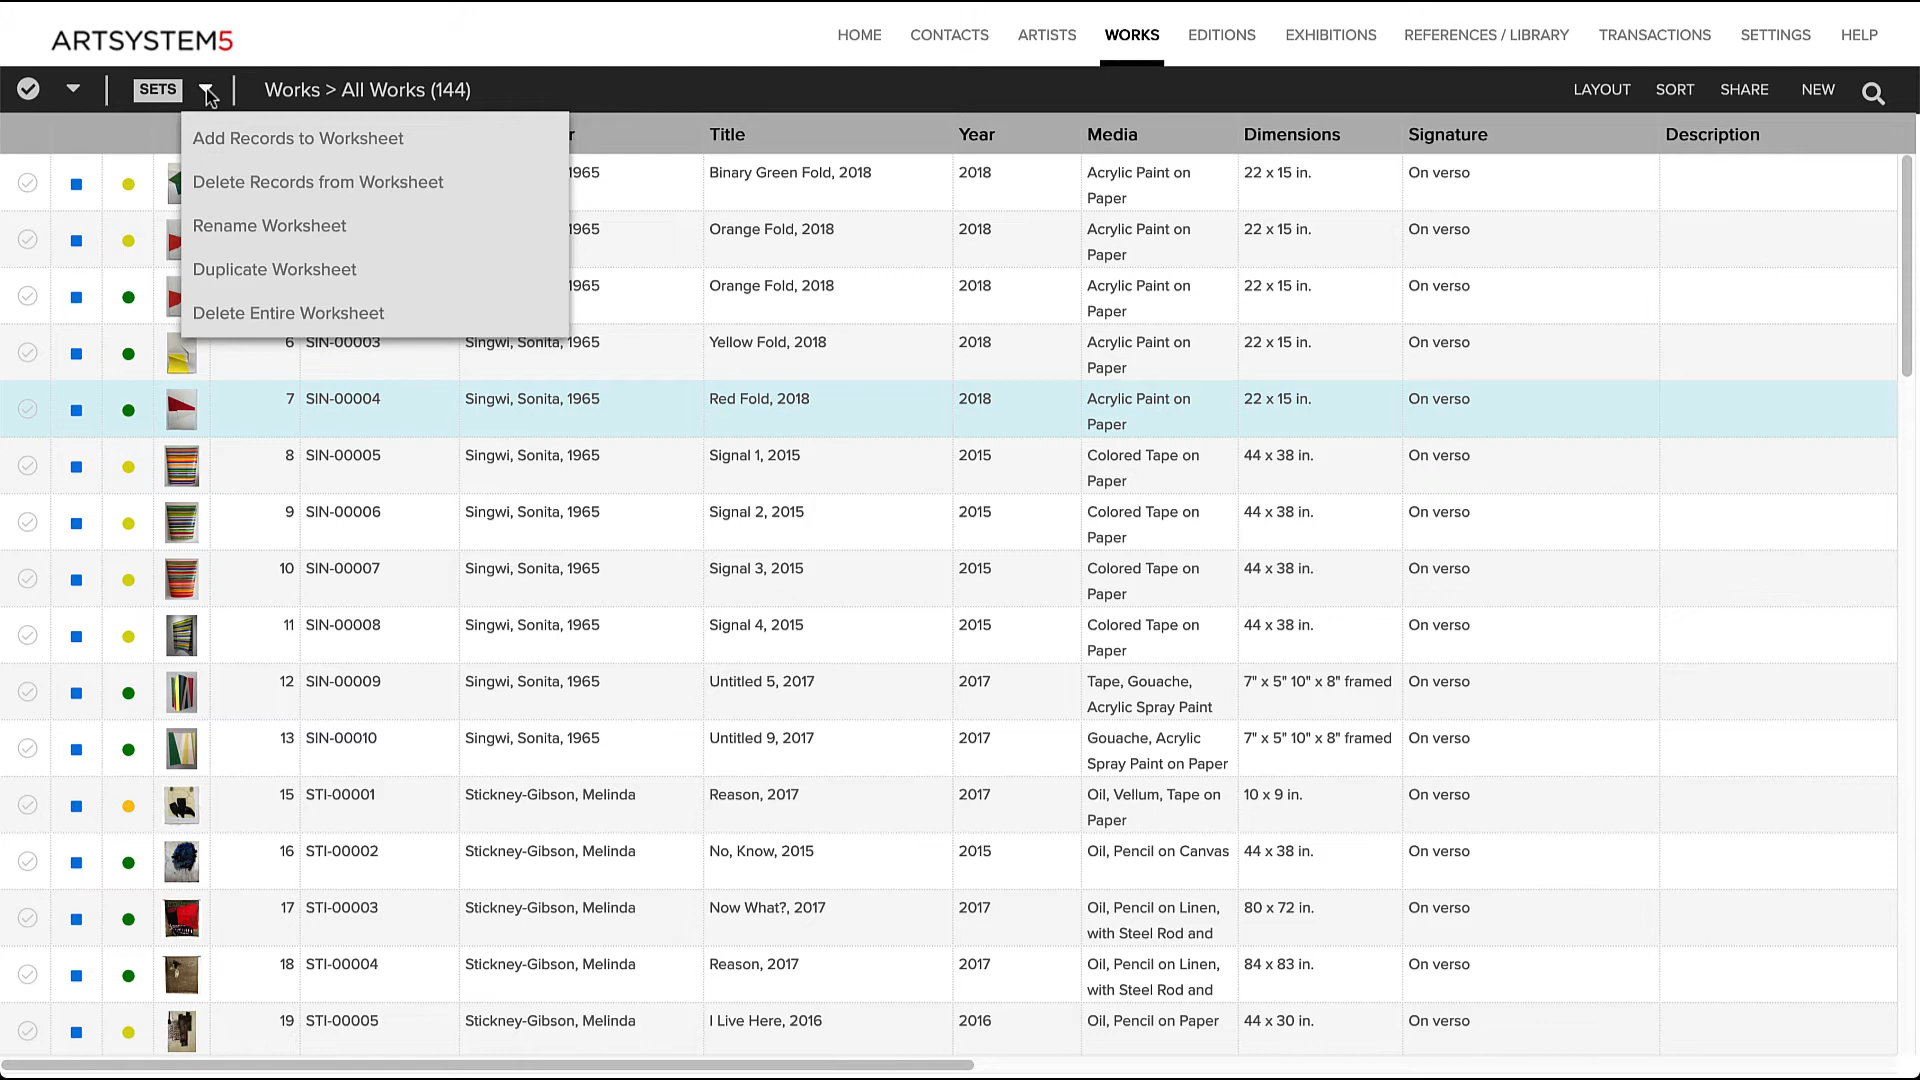 ARTSYSTEM5
HOME CONTACTS ARTISTS WORKS EDITIONS EXHIBITIONS REFERENCES / LIBRARY TRANSACTIONS SETTINGS HELP
SETS Works > All Works (144) LAYOUT SORT SHARE NEW
Add Records to Worksheet
Delete Records from Worksheet
Rename Worksheet
Duplicate Worksheet
Delete Entire Worksheet
r Title Year Media Dimensions Signature Description
1965 Binary Green Fold, 2018 2018 Acrylic Paint on 22 x 15 in. On verso
Paper
1965 Orange Fold, 2018 2018 Acrylic Paint on 22 x 15 in. On verso
Paper
1965 Orange Fold, 2018 2018 Acrylic Paint on 22 x 15 in. On verso
Paper
6 SIN-00003 Singwi, Sonita, 1965 Yellow Fold, 2018 2018 Acrylic Paint on 22 x 15 in. On verso
Paper
7 SIN-00004 Singwi, Sonita, 1965 Red Fold, 2018 2018 Acrylic Paint on 22 x 15 in. On verso
Paper
8 SIN-00005 Singwi, Sonita, 1965 Signal 1, 2015 2015 Colored Tape on 44 x 38 in. On verso
Paper
9 SIN-00006 Singwi, Sonita, 1965 Signal 2, 2015 2015 Colored Tape on 44 x 38 in. On verso
Paper
10 SIN-00007 Singwi, Sonita, 1965 Signal 3, 2015 2015 Colored Tape on 44 x 38 in. On verso
Paper
11 SIN-00008 Singwi, Sonita, 1965 Signal 4, 2015 2015 Colored Tape on 44 x 38 in. On verso
Paper
12 SIN-00009 Singwi, Sonita, 1965 Untitled 5, 2017 2017 Tape, Gouache, 7" x 5" 10" x 8" framed On verso
Acrylic Spray Paint
13 SIN-00010 Singwi, Sonita, 1965 Untitled 9, 2017 2017 Gouache, Acrylic 7" x 5" 10" x 8" framed On verso
Spray Paint on Paper
15 STI-00001 Stickney-Gibson, Melinda Reason, 2017 2017 Oil, Vellum, Tape on 10 x 9 in. On verso
Paper
16 STI-00002 Stickney-Gibson, Melinda No, Know, 2015 2015 Oil, Pencil on Canvas 44 x 38 in. On verso
17 STI-00003 Stickney-Gibson, Melinda Now What?, 2017 2017 Oil, Pencil on Linen, 80 x 72 in. On verso
with Steel Rod and
18 STI-00004 Stickney-Gibson, Melinda Reason, 2017 2017 Oil, Pencil on Linen, 84 x 83 in. On verso
with Steel Rod and
19 STI-00005 Stickney-Gibson, Melinda I Live Here, 2016 2016 Oil, Pencil on Paper 44 x 30 in. On verso